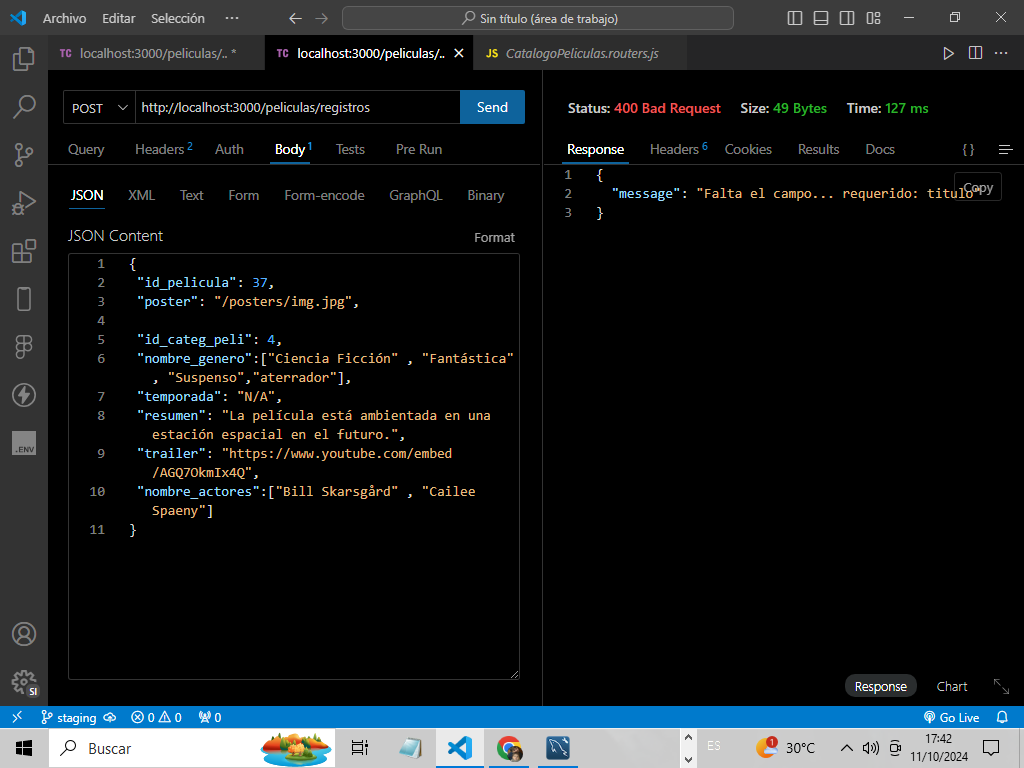 Archivo Editar Selección ··· Sin título (área de trabajo)
TC localhost:3000/peliculas/.. * TC localhost:3000/peliculas/.. JS CatalogoPeliculas.routers.js
POST http://localhost:3000/peliculas/registros Send
Query Headers 2 Auth Body 1 Tests Pre Run
JSON XML Text Form Form-encode GraphQL Binary
JSON Content Format
1 {
2 "id_pelicula": 37,
3 "poster": "/posters/img.jpg",
4
5 "id_categ_peli": 4,
6 "nombre_genero":["Ciencia Ficción" , "Fantástica"
, "Suspenso","aterrador"],
7 "temporada": "N/A",
8 "resumen": "La película está ambientada en una
estación espacial en el futuro.",
9 "trailer": "https://www.youtube.com/embed
/AGQ7OkmIx4Q",
10 "nombre_actores":["Bill Skarsgård" , "Cailee
Spaeny"]
11 }
Status: 400 Bad Request Size: 49 Bytes Time: 127 ms
Response Headers 6 Cookies Results Docs { }
1 {
2 "message": "Falta el campo... requerido: titulo"
3 }
Copy
Response Chart
.ENV
SI
staging 0 0 0 Go Live
Buscar ES 1 30°C 17:42
11/10/2024